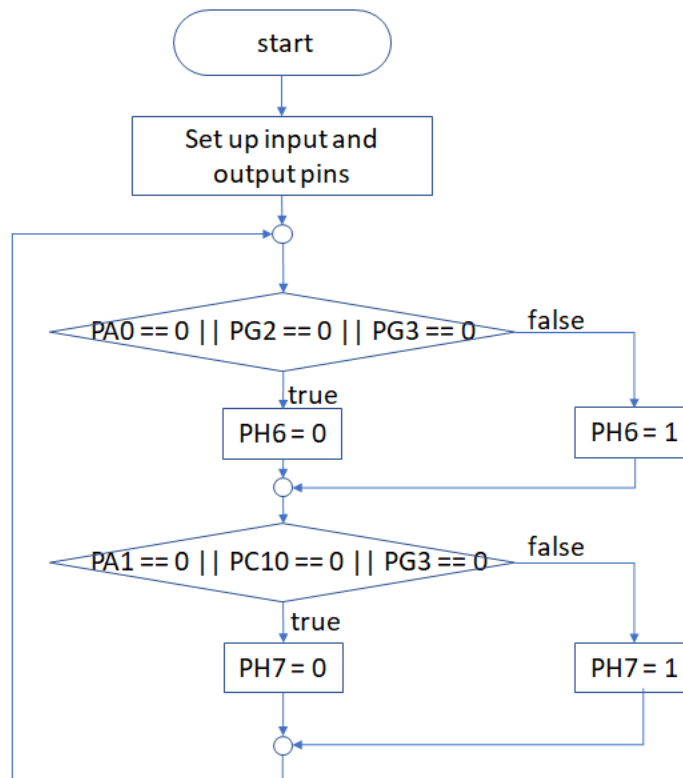 start
Set up input and
output pins
PA0 == 0 || PG2 == 0 || PG3 == 0
false
true
PH6 = 0
PH6 = 1
PA1 == 0 || PC10 == 0 || PG3 == 0
false
true
PH7 = 0
PH7 = 1